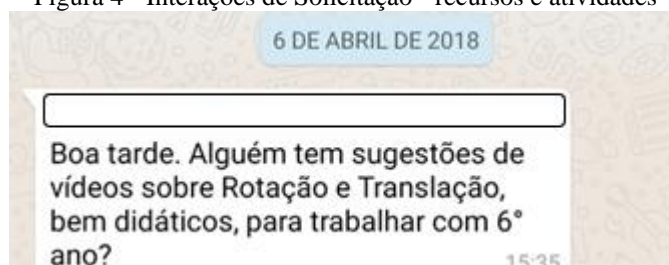 Figura 4 - Interações de Solicitação - recursos e atividades
6 DE ABRIL DE 2018
Boa tarde. Alguém tem sugestões de
vídeos sobre Rotação e Translação,
bem didáticos, para trabalhar com 6°
ano?
15:35